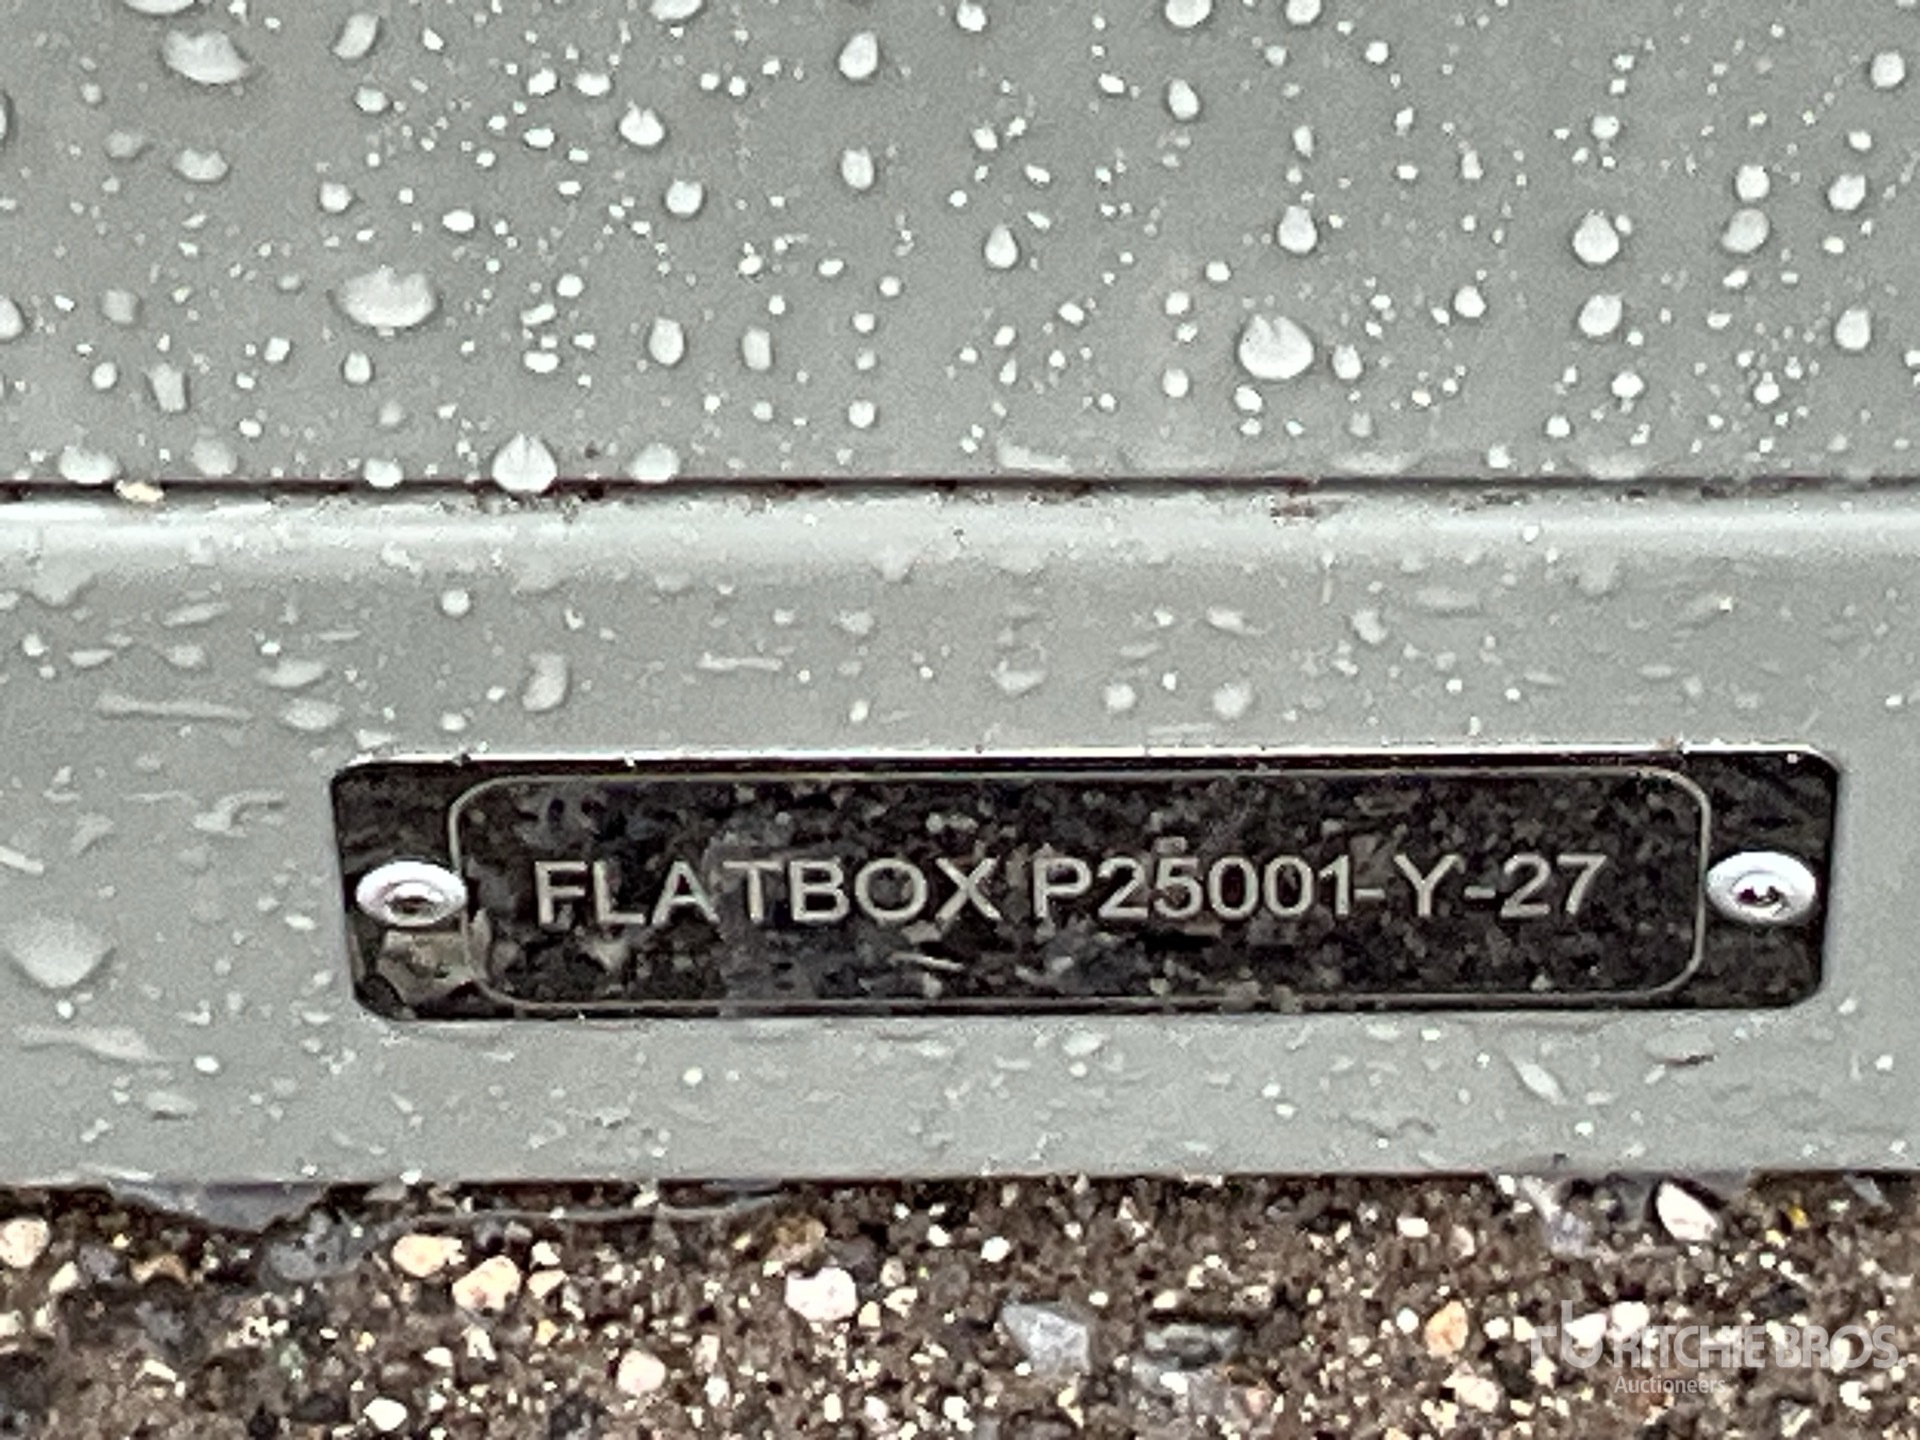 FLATBOX P25001-Y-27
RITCHIE BROS.
Auctioneers